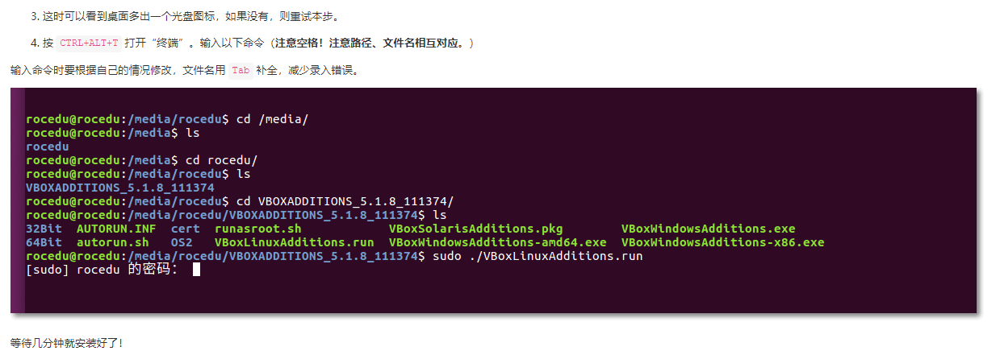 3. 这时可以看到桌面多出一个光盘图标，如果没有，则重试本步。
4. 按 CTRL+ALT+T 打开“终端”。输入以下命令（注意空格！注意路径、文件名相互对应。）
输入命令时要根据自己的情况修改，文件名用 Tab 补全，减少录入错误。
rocedu@rocedu:/media/rocedu$ cd /media/
rocedu@rocedu:/media$ ls
rocedu
rocedu@rocedu:/media$ cd rocedu/
rocedu@rocedu:/media/rocedu$ ls
VBOXADDITIONS_5.1.8_111374
rocedu@rocedu:/media/rocedu$ cd VBOXADDITIONS_5.1.8_111374/
rocedu@rocedu:/media/rocedu/VBOXADDITIONS_5.1.8_111374$ ls
32Bit AUTORUN.INF cert runasroot.sh VBoxSolarisAdditions.pkg VBoxWindowsAdditions.exe
64Bit autorun.sh OS2 VBoxLinuxAdditions.run VBoxWindowsAdditions-amd64.exe VBoxWindowsAdditions-x86.exe
rocedu@rocedu:/media/rocedu/VBOXADDITIONS_5.1.8_111374$ sudo ./VBoxLinuxAdditions.run
[sudo] rocedu 的密码：
等待几分钟就安装好了！